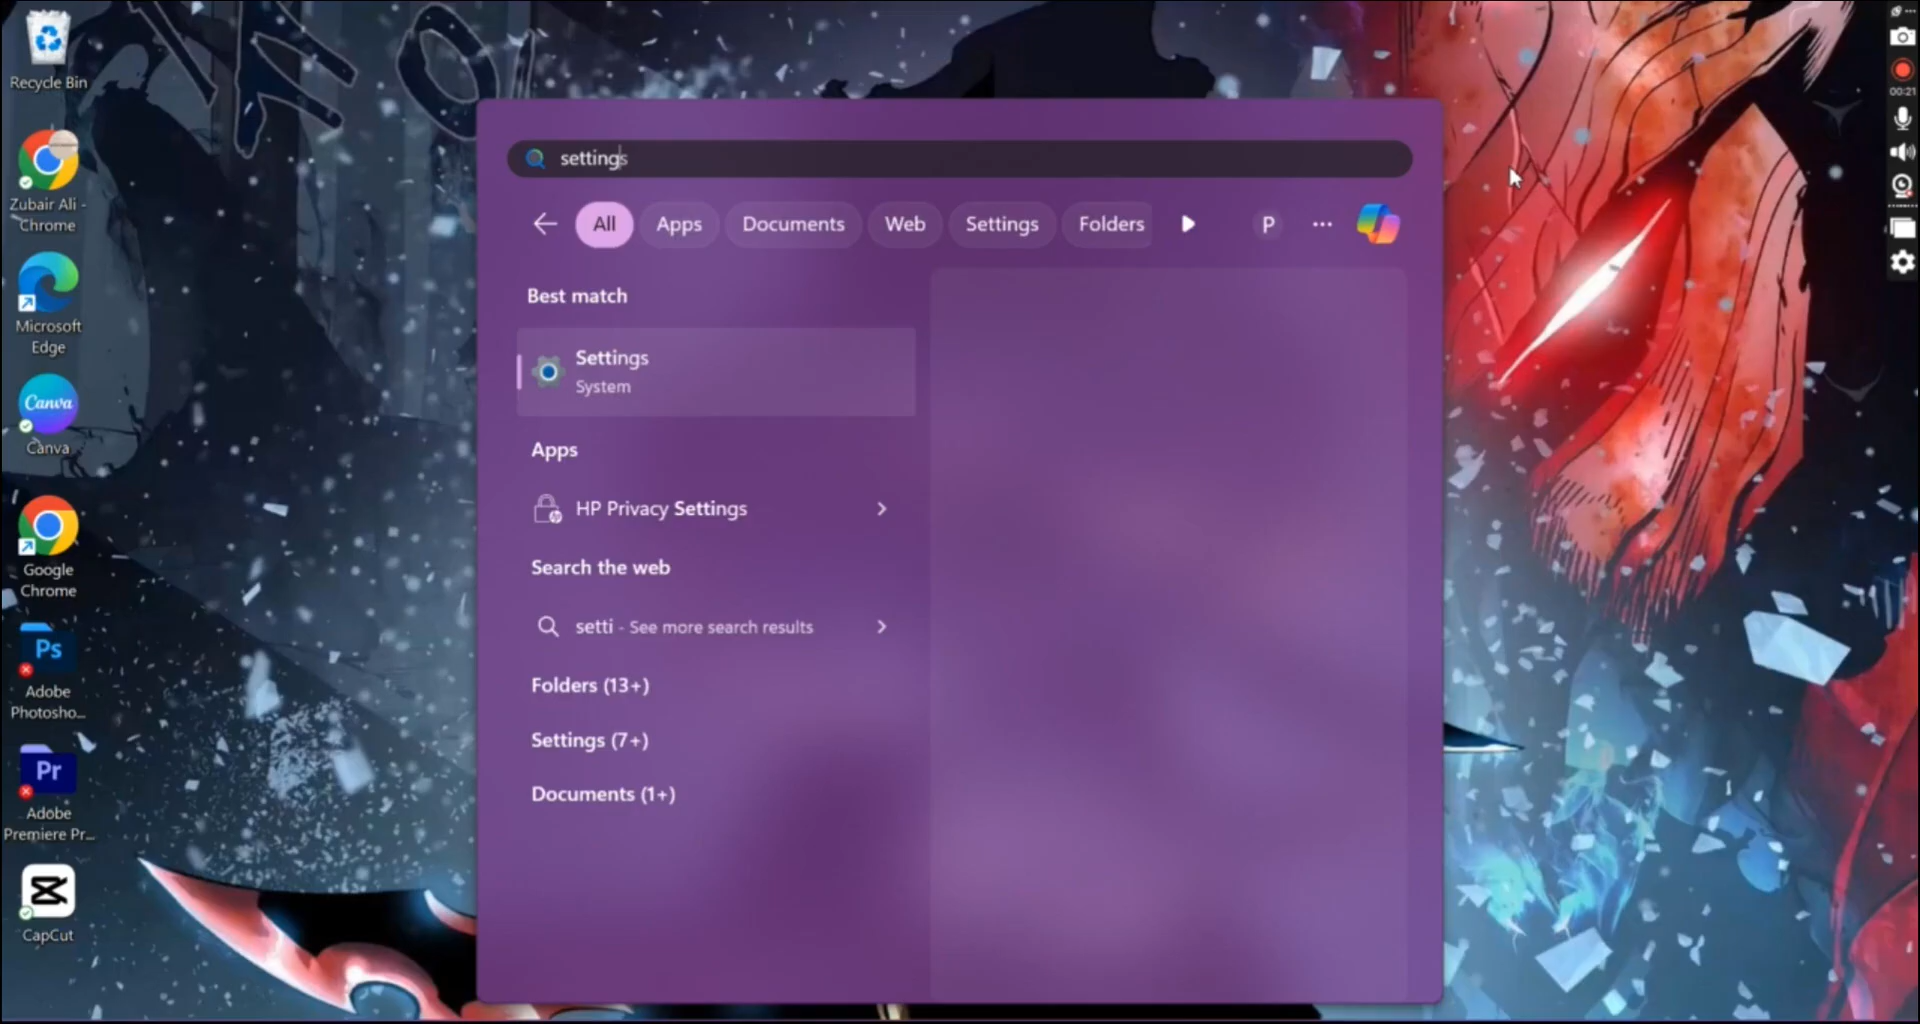 Recycle Bin
Zubair Ali -
Chrome
Microsoft
Edge
Canva
Canva
Google
Chrome
Ps
Adobe
Photosho...
Pr
Adobe
Premiere Pr...
CapCut
settings
All
Apps
Documents
Web
Settings
Folders
P
Best match
Settings
System
Apps
HP Privacy Settings
Search the web
setti - See more search results
Folders (13+)
Settings (7+)
Documents (1+)
00:21